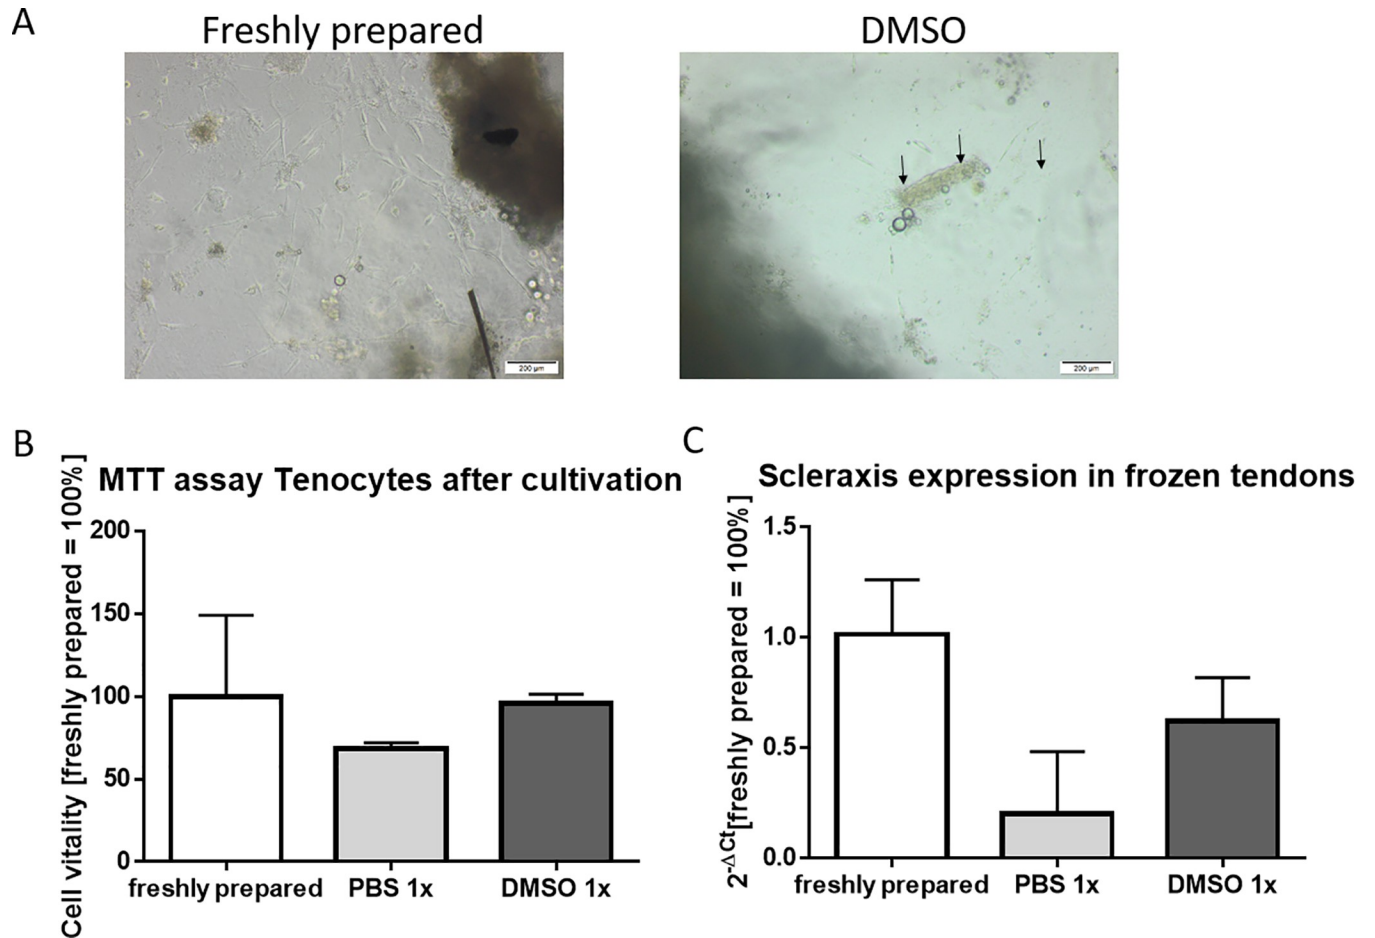 A
Freshly prepared
DMSO
200 µm
200 µm
B
MTT assay Tenocytes after cultivation
Cell vitality [freshly prepared = 100%]
200
150
100
50
0
freshly prepared
PBS 1x
DMSO 1x
C
Scleraxis expression in frozen tendons
2-ΔCt[freshly prepared = 100%]
1.5
1.0
0.5
0.0
freshly prepared
PBS 1x
DMSO 1x